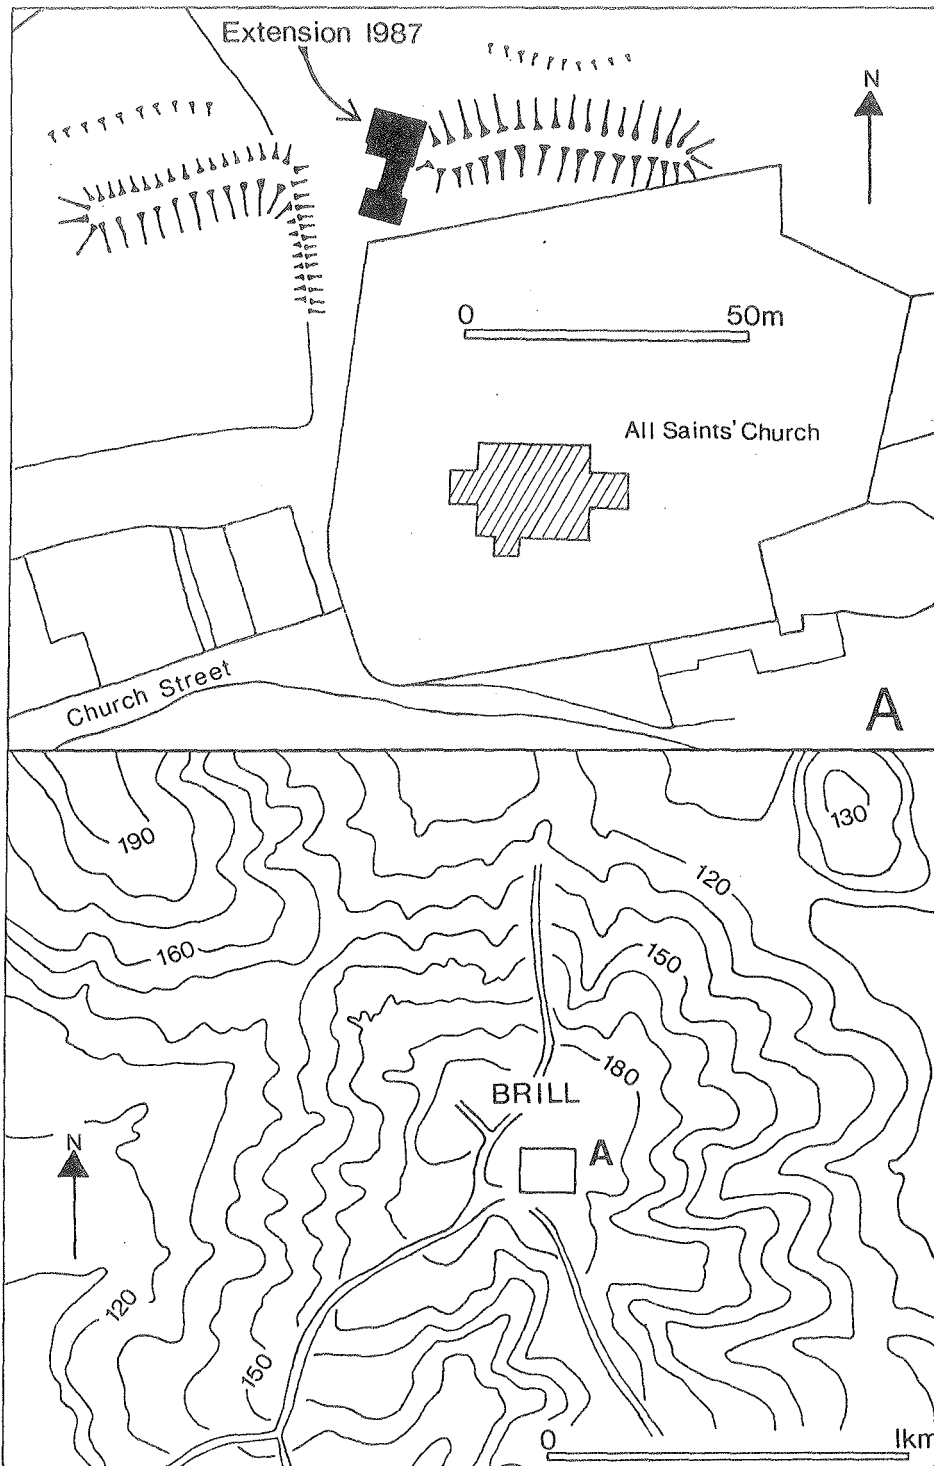 Extension 1987
N
0 50m
All Saints' Church
Church Street
A
190
130
120
160
150
180
BRILL
N
A
120
150
0 1km